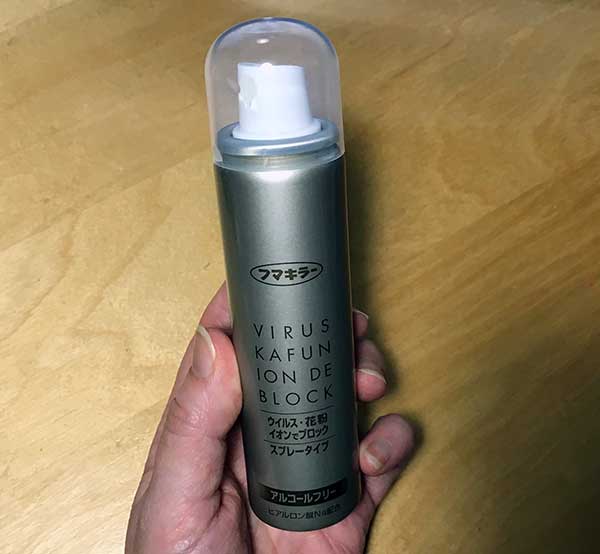 フマキラー
VIRUS
KAFUN
ION DE
BLOCK
ウイルス・花粉
イオンでブロック
スプレータイプ
アルコールフリー
ヒアルロン酸Na配合